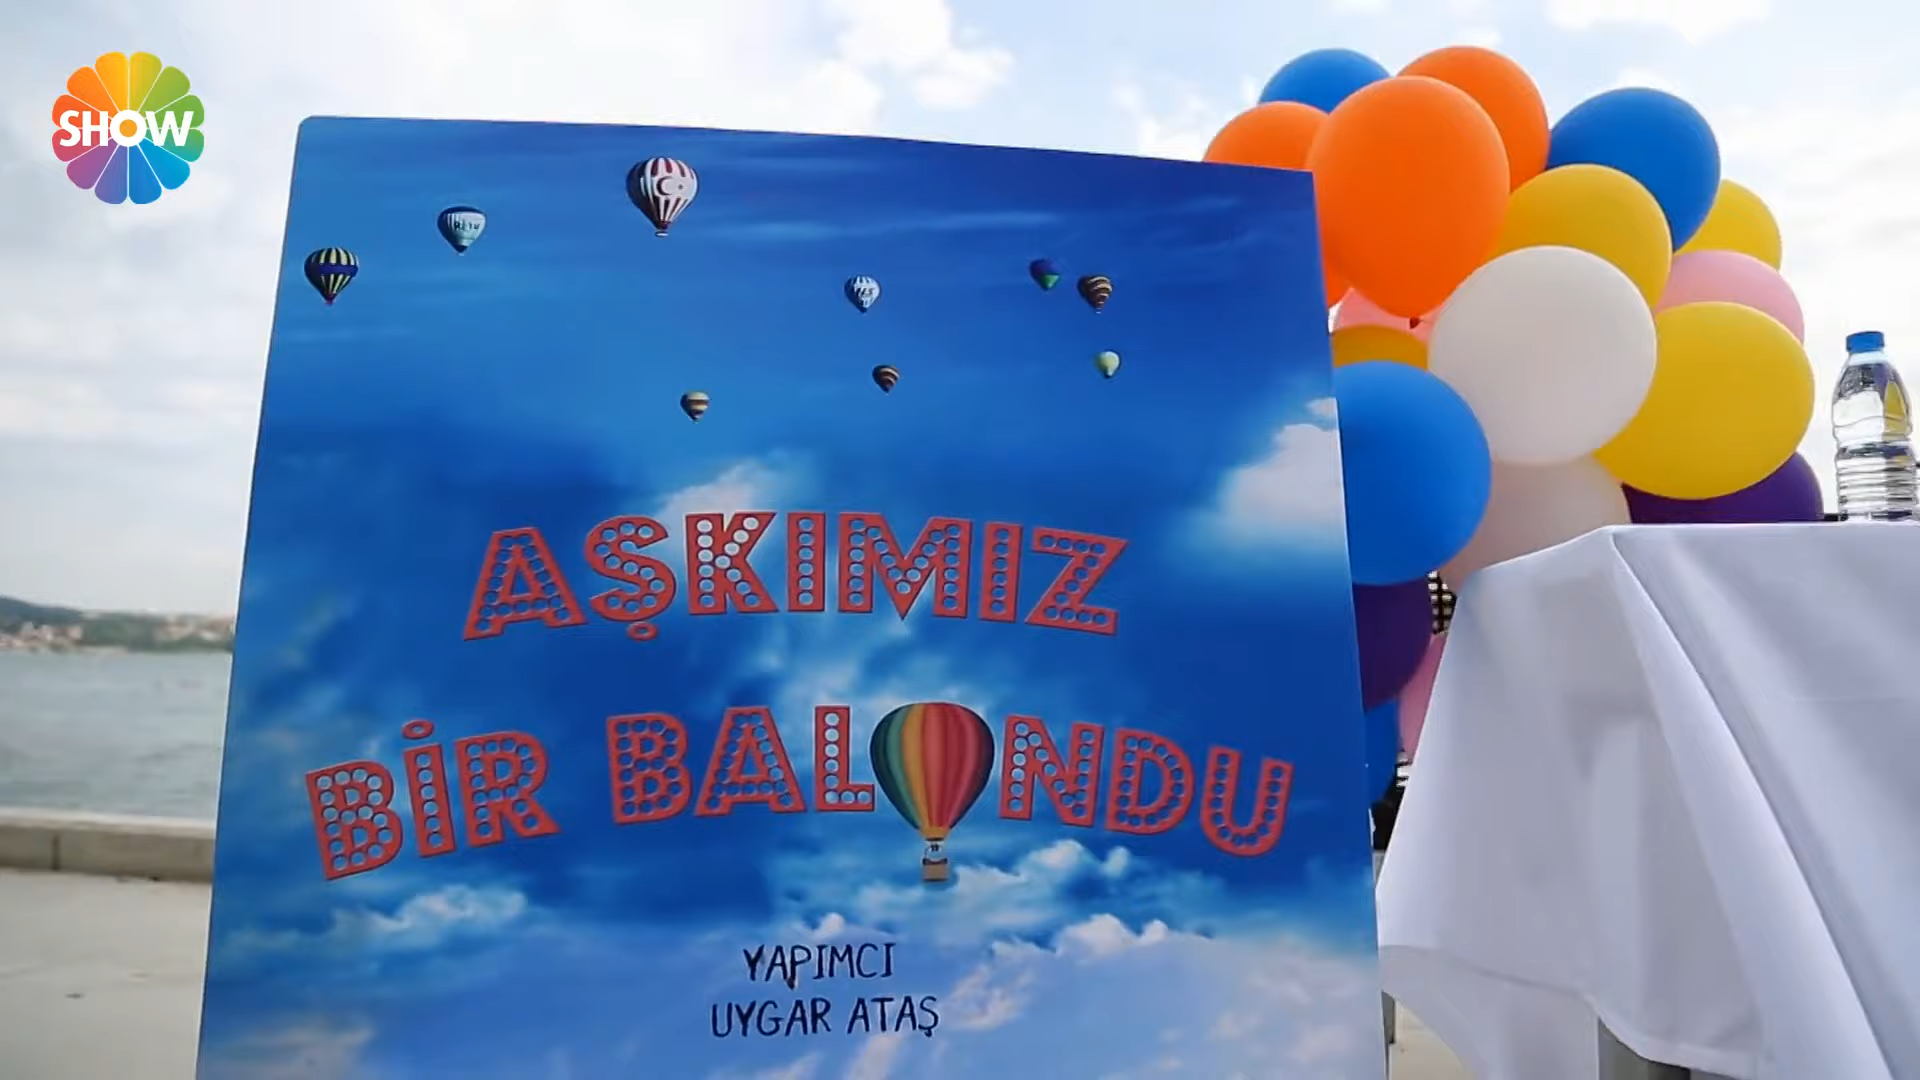 SHOW
AŞKIMIZ
BİR BALONDU
YAPIMCI
UYGAR ATAŞ